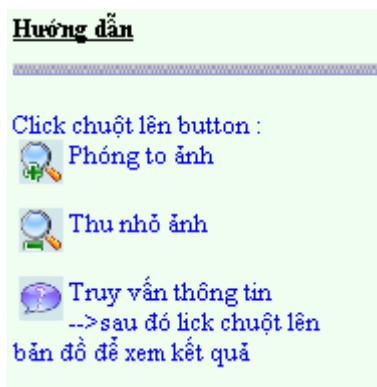 Hướng dẫn
Click chuột lên button :
Phóng to ảnh
Thu nhỏ ảnh
Truy vấn thông tin
-->sau đó lick chuột lên
bản đồ để xem kết quả